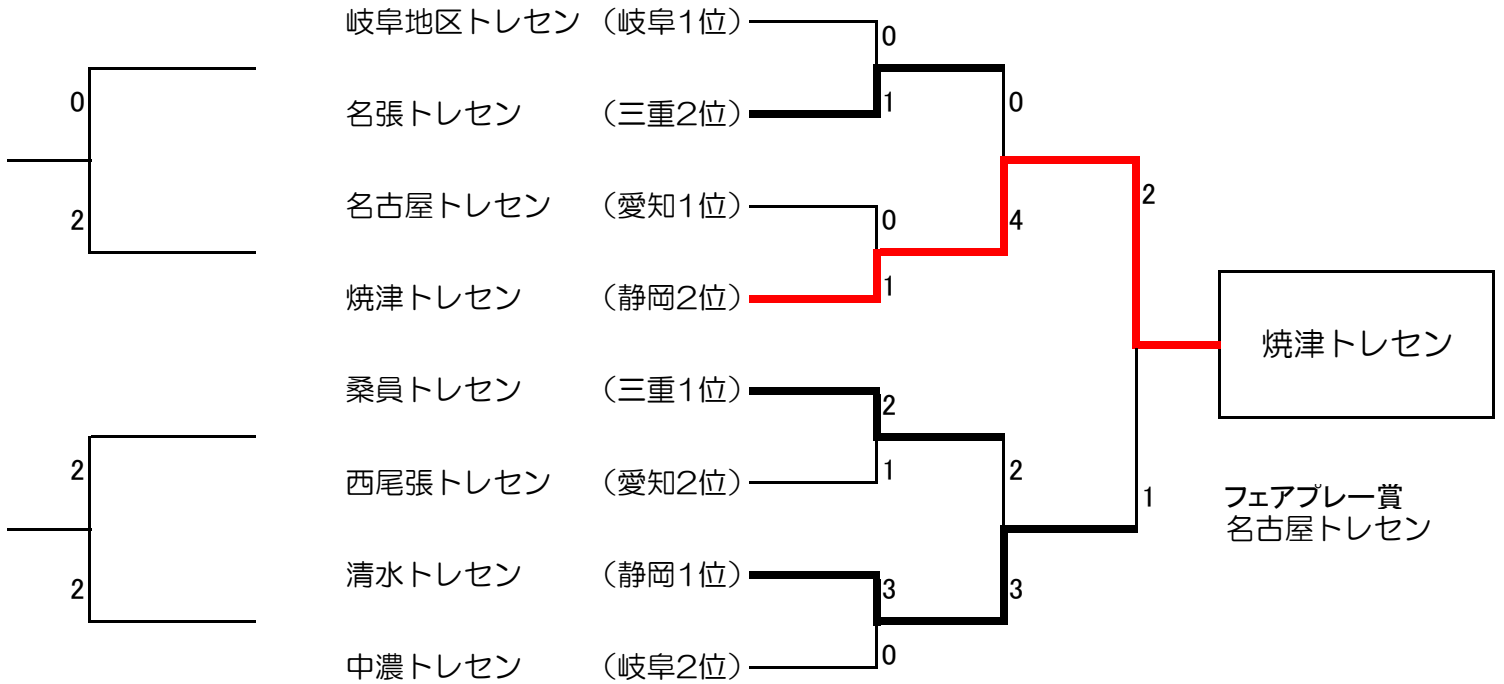 岐阜地区トレセン （岐阜1位）
0
0
1
0
名張トレセン （三重2位）
2
名古屋トレセン （愛知1位）
2
0
4
1
焼津トレセン （静岡2位）
焼津トレセン
桑員トレセン （三重1位）
2
2
1
2
西尾張トレセン （愛知2位）
1
フェアプレー賞
名古屋トレセン
清水トレセン （静岡1位）
2
3
3
0
中濃トレセン （岐阜2位）